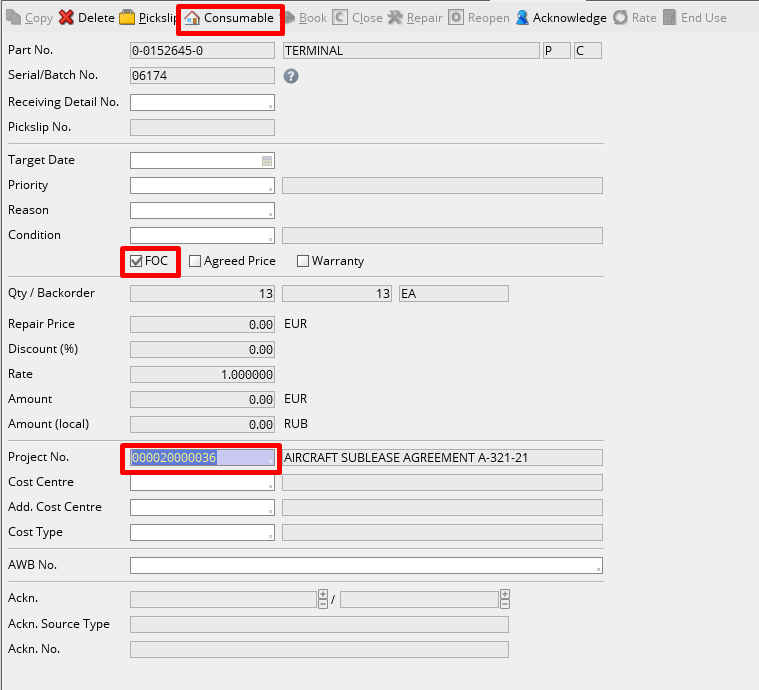 Copy Delete Pickslip Consumable Book Close Repair Reopen Acknowledge Rate End Use
Part No. 0-0152645-0 TERMINAL P C
Serial/Batch No. 06174
Receiving Detail No.
Pickslip No.
Target Date
Priority
Reason
Condition
FOC Agreed Price Warranty
Qty / Backorder 13 13 EA
Repair Price 0.00 EUR
Discount (%) 0.00
Rate 1.000000
Amount 0.00 EUR
Amount (local) 0.00 RUB
Project No. 000020000036 AIRCRAFT SUBLEASE AGREEMENT A-321-21
Cost Centre
Add. Cost Centre
Cost Type
AWB No.
Ackn. /
Ackn. Source Type
Ackn. No.